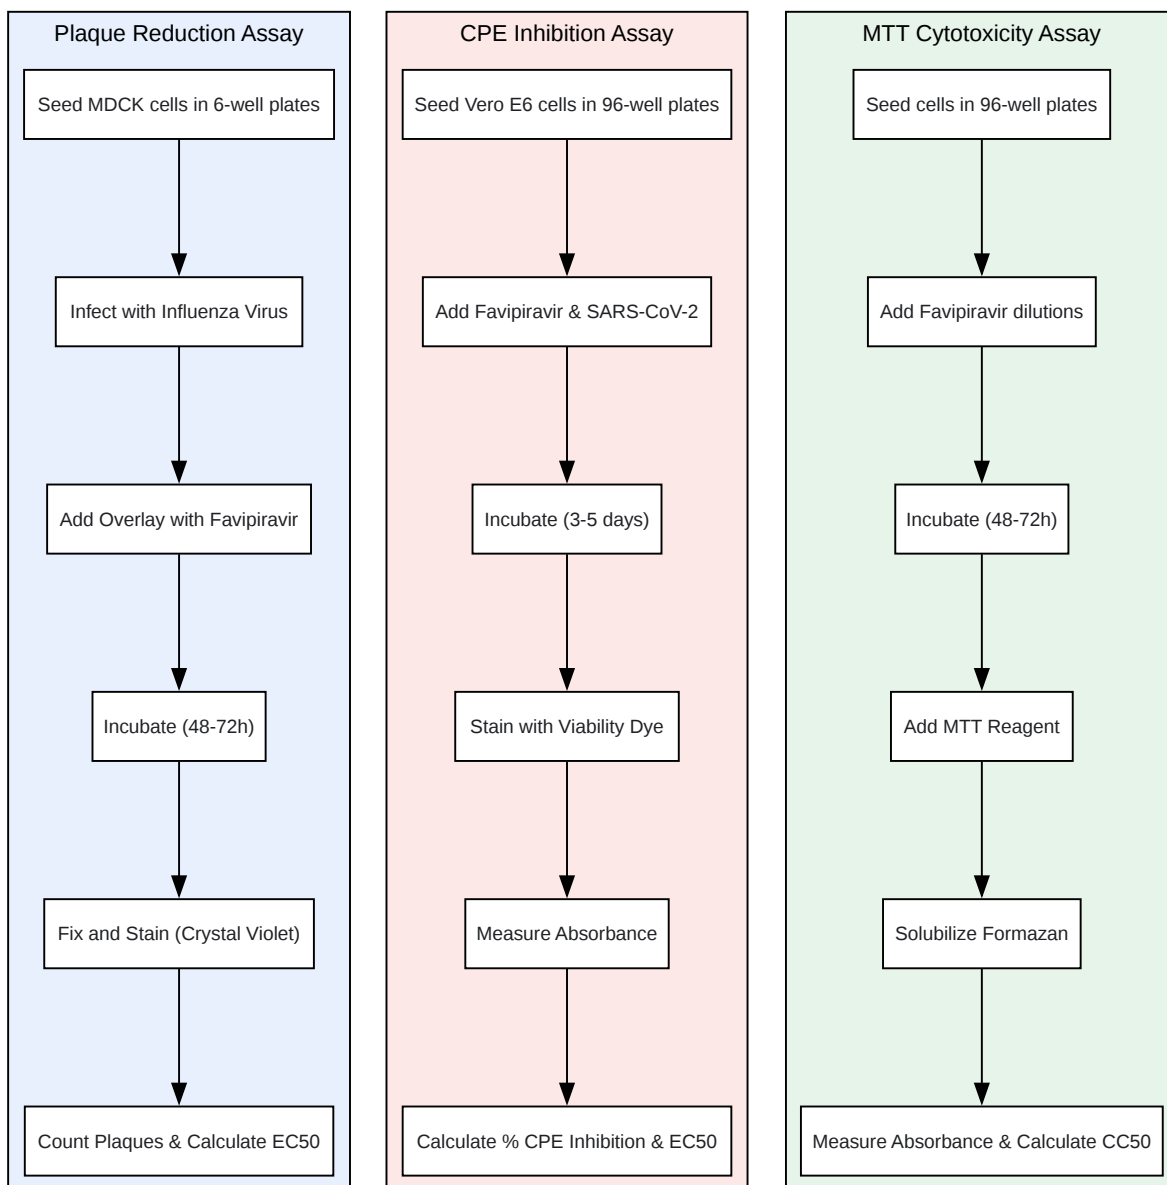 Plaque Reduction Assay
Seed MDCK cells in 6-well plates
Infect with Influenza Virus
Add Overlay with Favipiravir
Incubate (48-72h)
Fix and Stain (Crystal Violet)
Count Plaques & Calculate EC50
CPE Inhibition Assay
Seed Vero E6 cells in 96-well plates
Add Favipiravir & SARS-CoV-2
Incubate (3-5 days)
Stain with Viability Dye
Measure Absorbance
Calculate % CPE Inhibition & EC50
MTT Cytotoxicity Assay
Seed cells in 96-well plates
Add Favipiravir dilutions
Incubate (48-72h)
Add MTT Reagent
Solubilize Formazan
Measure Absorbance & Calculate CC50